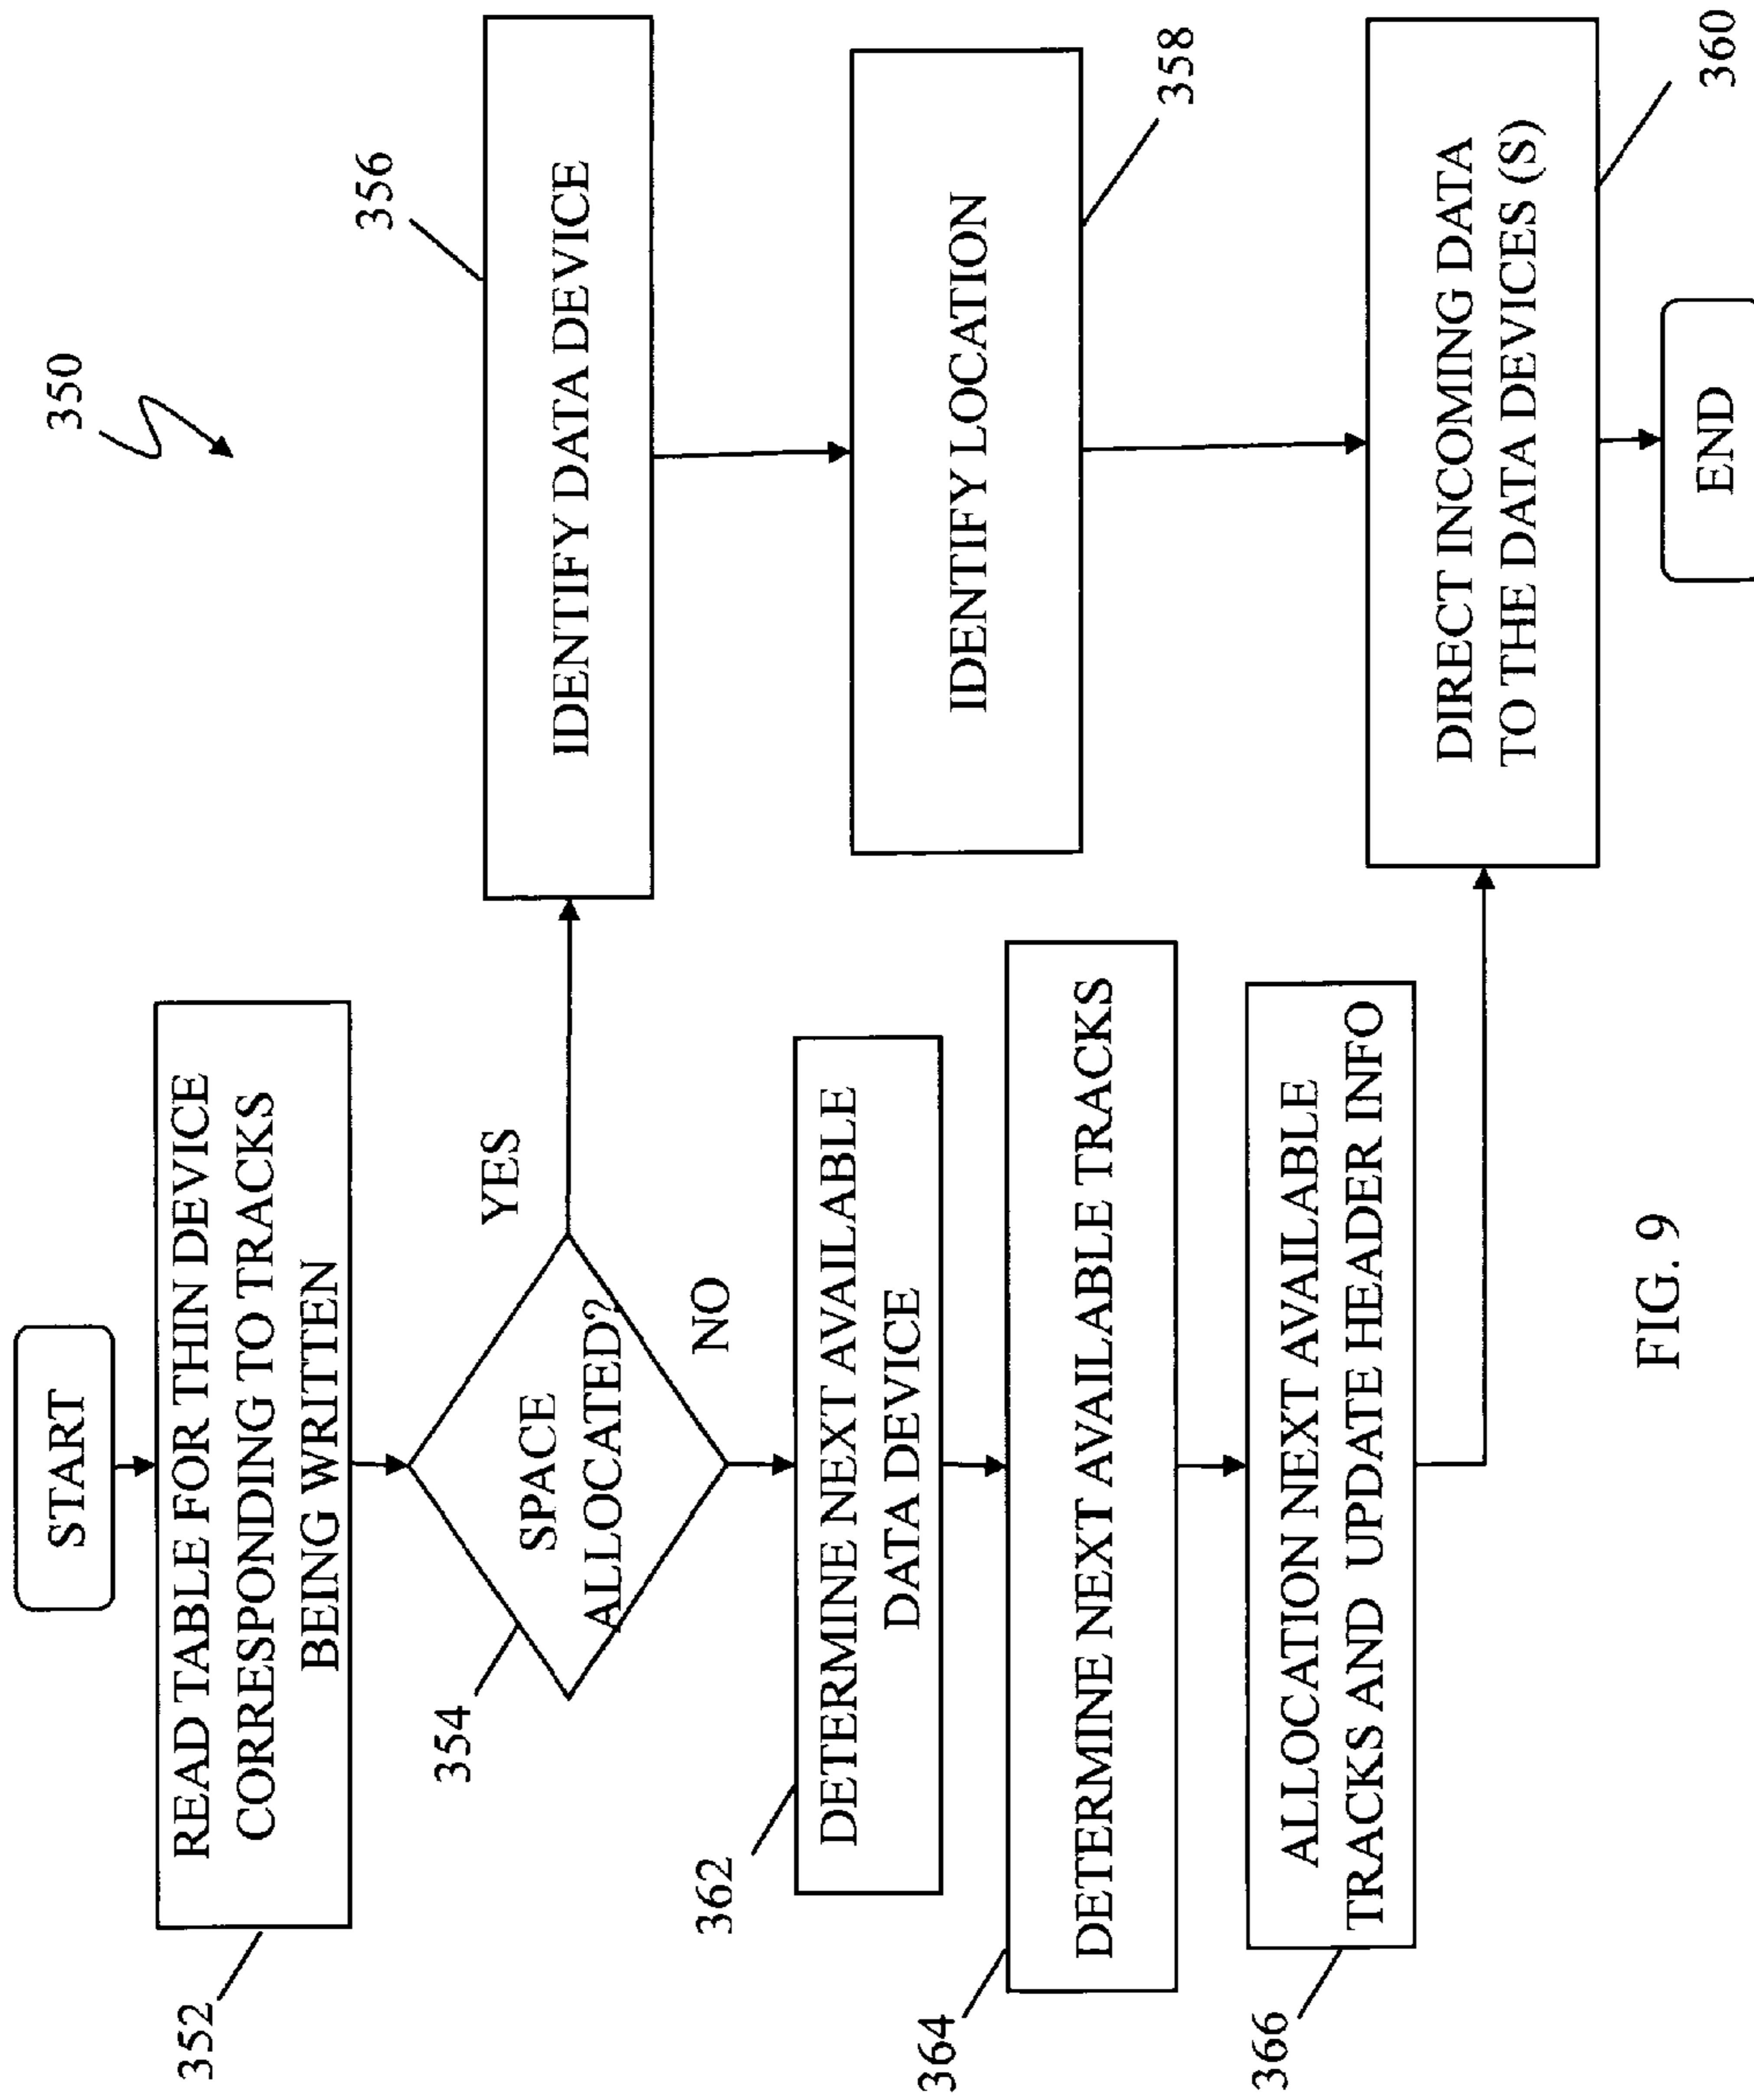 350
START
352
READ TABLE FOR THIN DEVICE
CORRESPONDING TO TRACKS
BEING WRITTEN
354
SPACE
ALLOCATED?
YES
NO
356
IDENTIFY DATA DEVICE
358
IDENTIFY LOCATION
362
DETERMINE NEXT AVAILABLE
DATA DEVICE
364
DETERMINE NEXT AVAILABLE TRACKS
366
ALLOCATION NEXT AVAILABLE
TRACKS AND UPDATE HEADER INFO
360
DIRECT INCOMING DATA
TO THE DATA DEVICES (S)
END
FIG. 9